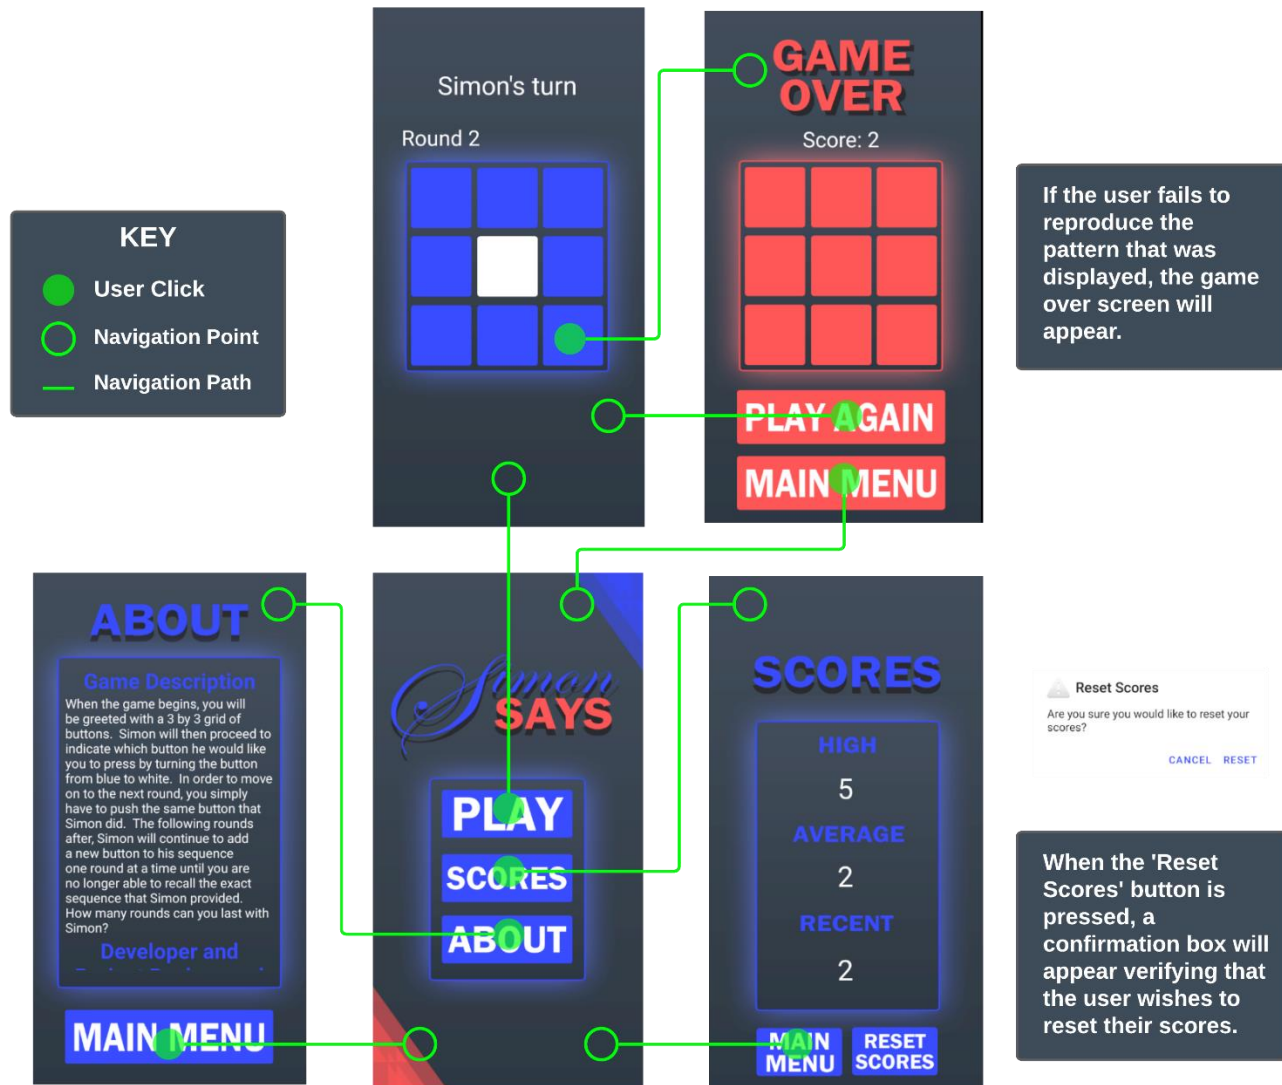 Simon's turn
Round 2
GAME
OVER
Score: 2
PLAY AGAIN
MAIN MENU
If the user fails to
reproduce the
pattern that was
displayed, the game
over screen will
appear.
KEY
User Click
Navigation Point
Navigation Path
ABOUT
Game Description
When the game begins, you will
be greeted with a 3 by 3 grid of
buttons. Simon will then proceed to
indicate which button he would like
you to press by turning the button
from blue to white. In order to move
on to the next round, you simply
have to push the same button that
Simon did. The following rounds
after, Simon will continue to add
a new button to his sequence
one round at a time until you are
no longer able to recall the exact
sequence that Simon provided.
How many rounds can you last with
Simon?
Developer and
MAIN MENU
Simon
SAYS
PLAY
SCORES
ABOUT
SCORES
HIGH
5
AVERAGE
2
RECENT
2
MAIN
MENU
RESET
SCORES
Reset Scores
Are you sure you would like to reset your
scores?
CANCEL RESET
When the 'Reset
Scores' button is
pressed, a
confirmation box will
appear verifying that
the user wishes to
reset their scores.